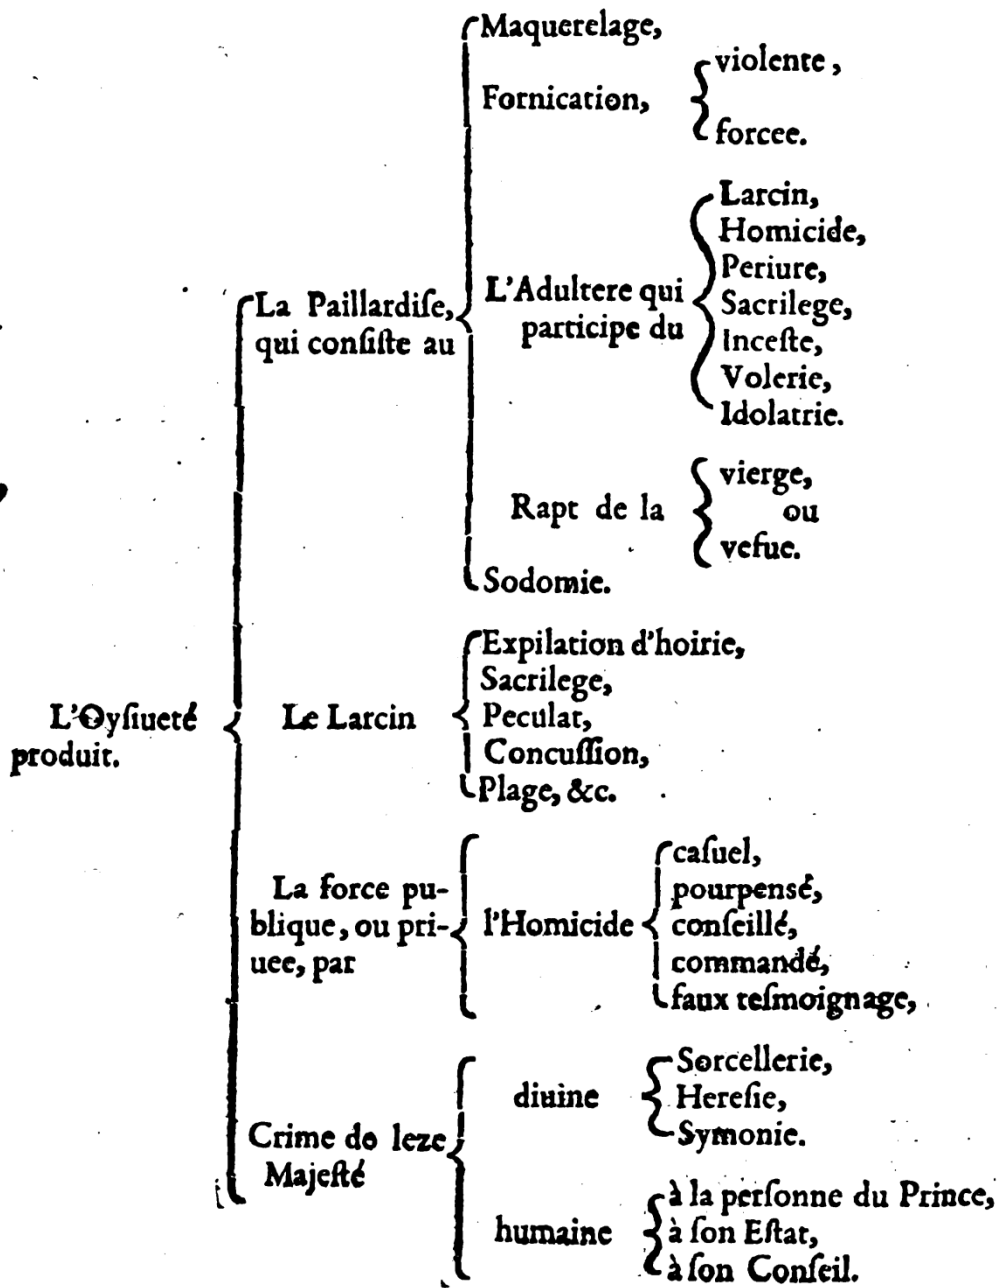 L'Oyſiueté
produit.
La Paillardiſe,
qui conſiſte au
Maquerelage,
Fornication,
violente,
forcee.
L'Adultere qui
participe du
Larcin,
Homicide,
Periure,
Sacrilege,
Inceſte,
Volerie,
Idolatrie.
Rapt de la
vierge,
ou
vefue.
Sodomie.
Le Larcin
Expilation d'hoirie,
Sacrilege,
Peculat,
Concuſſion,
Plage, &c.
La force pu-
blique, ou pri-
uee, par
l'Homicide
caſuel,
pourpensé,
conſeillé,
commandé,
faux teſmoignage,
Crime de leze
Majeſté
diuine
Sorcellerie,
Hereſie,
Symonie.
humaine
à la perſonne du Prince,
à ſon Eſtat,
à ſon Conſeil.